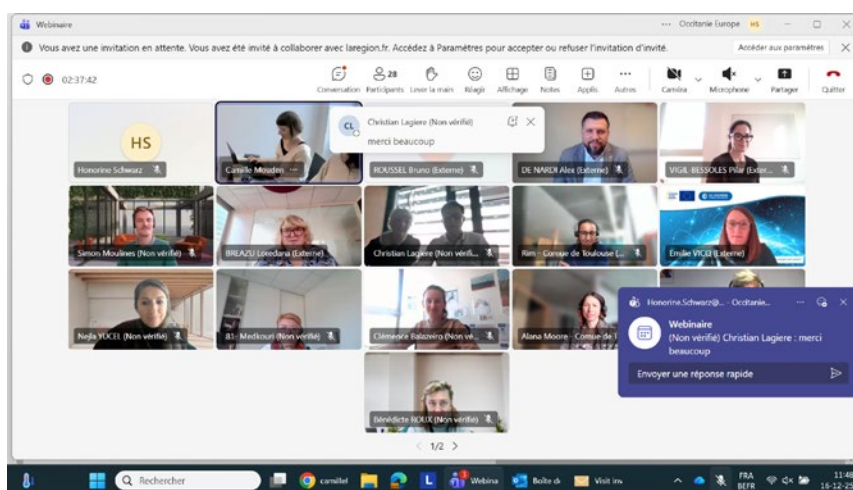 Webinaire
Occitanie Europe
HS
Vous avez une invitation en attente. Vous avez été invité à collaborer avec laregion.fr. Accédez à Paramètres pour accepter ou refuser l'invitation d'invité.
Accéder aux paramètres
02:37:42
28
Conversation
Participants
Lever la main
Réagir
Affichage
Notes
Applis
Autres
Caméra
Microphone
Partager
Quitter
HS
Honorine Schwarz
Camille Mouden
CL
Christian Lagiere (Non vérifié)
merci beaucoup
ROUSSEL Bruno (Externe)
DE NARDI Alex (Externe)
VIGIL-BESSOLES Pilar (Exter...
Simon Moulines (Non vérifié)
BREAZU Loredana (Externe)
Christian Lagiere (Non vérifi...
Rim - Comue de Toulouse (...
Emilie VICQ (Externe)
Nejla YÜCEL (Non vérifié)
81- Medkouri (Non vérifié)
Clémence Balazeiro (Non vé...
Alana Moore - Comue de T
Honorine.Schwarz@... - Occitanie...
Webinaire
(Non vérifié) Christian Lagiere : merci
beaucoup
Envoyer une réponse rapide
Bénédicte ROUX (Non vérifié)
1/2
Rechercher
camillel
L
3
Webina
Boîte d
Visit inv
FRA
BEFR
11:48
16-12-25